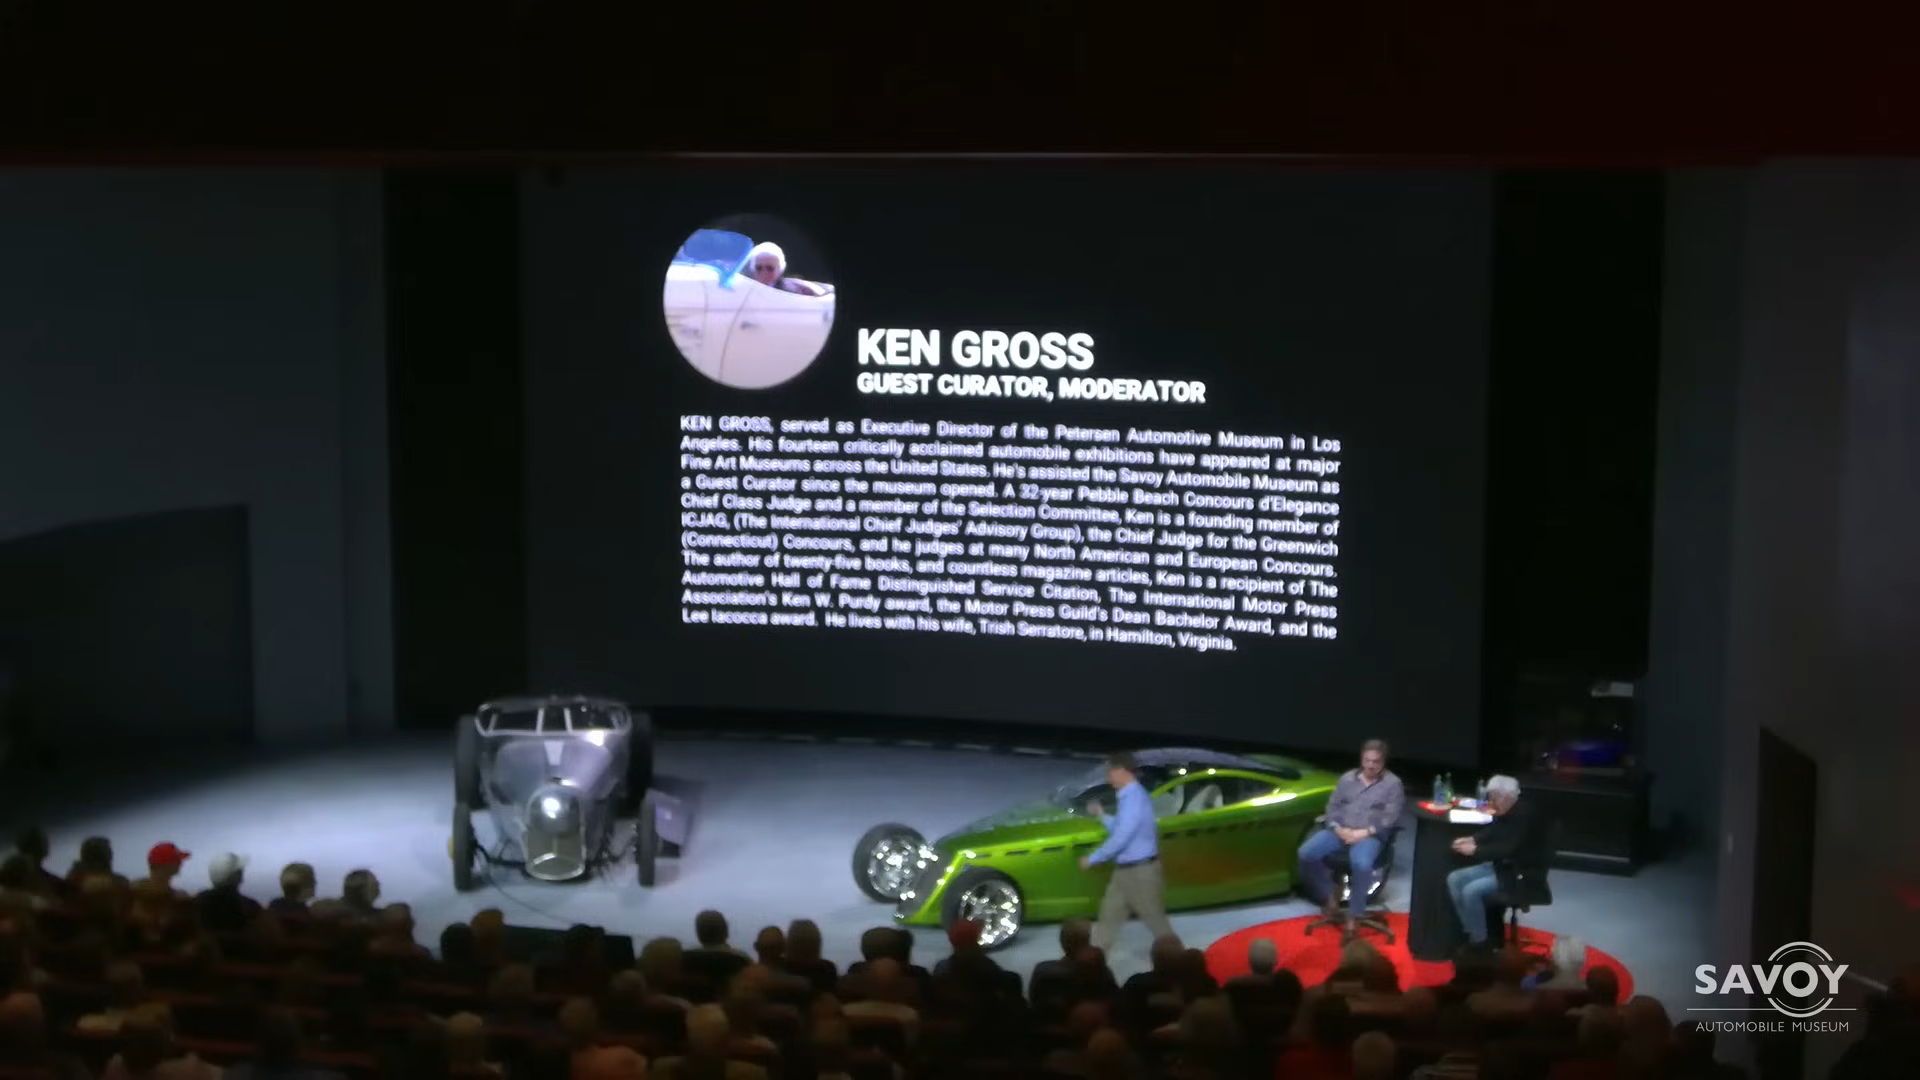 KEN GROSS
GUEST CURATOR, MODERATOR
KEN GROSS, served as Executive Director of the Petersen Automotive Museum in Los
Angeles. His fourteen critically acclaimed automobile exhibitions have appeared at major
Fine Art Museums across the United States. He's assisted the Savoy Automobile Museum as
a Guest Curator since the museum opened. A 32-year Pebble Beach Concours d'Elegance
Chief Class Judge and a member of the Selection Committee, Ken is a founding member of
ICJAG, (The International Chief Judges' Advisory Group), the Chief Judge for the Greenwich
(Connecticut) Concours, and he judges at many North American and European Concours.
The author of twenty-five books, and countless magazine articles, Ken is a recipient of The
Automotive Hall of Fame Distinguished Service Citation, The International Motor Press
Association's Ken W. Purdy award, the Motor Press Guild's Dean Bachelor Award, and the
Lee Iacocca award. He lives with his wife, Trish Serratore, in Hamilton, Virginia.
SAVOY
AUTOMOBILE MUSEUM